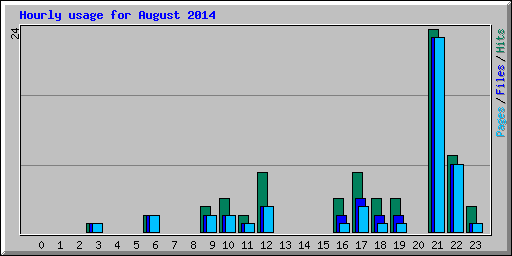 Hourly usage for August 2014
24
Pages/Files/Hits
0 1 2 3 4 5 6 7 8 9 10 11 12 13 14 15 16 17 18 19 20 21 22 23